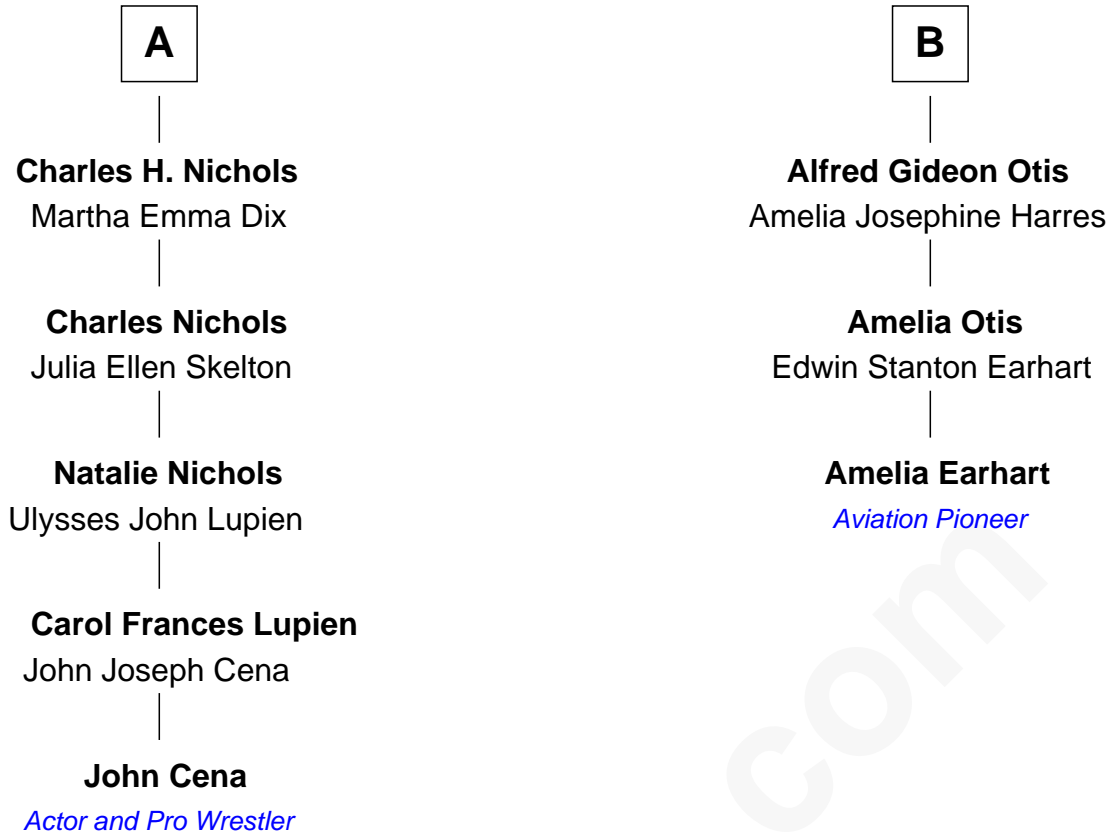 A
Charles H. Nichols
Martha Emma Dix
Charles Nichols
Julia Ellen Skelton
Natalie Nichols
Ulysses John Lupien
Carol Frances Lupien
John Joseph Cena
John Cena
Actor and Pro Wrestler
B
Alfred Gideon Otis
Amelia Josephine Harres
Amelia Otis
Edwin Stanton Earhart
Amelia Earhart
Aviation Pioneer
com